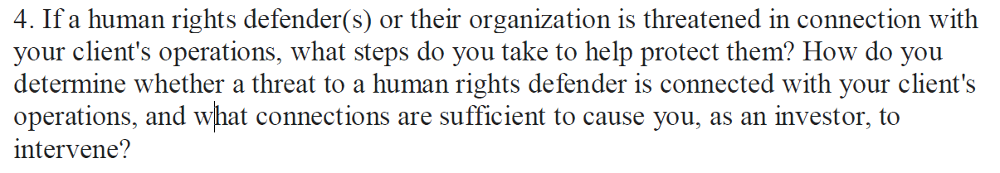 4. If a human rights defender(s) or their organization is threatened in connection with
your client's operations, what steps do you take to help protect them? How do you
determine whether a threat to a human rights defender is connected with your client's
operations, and what connections are sufficient to cause you, as an investor, to
intervene?